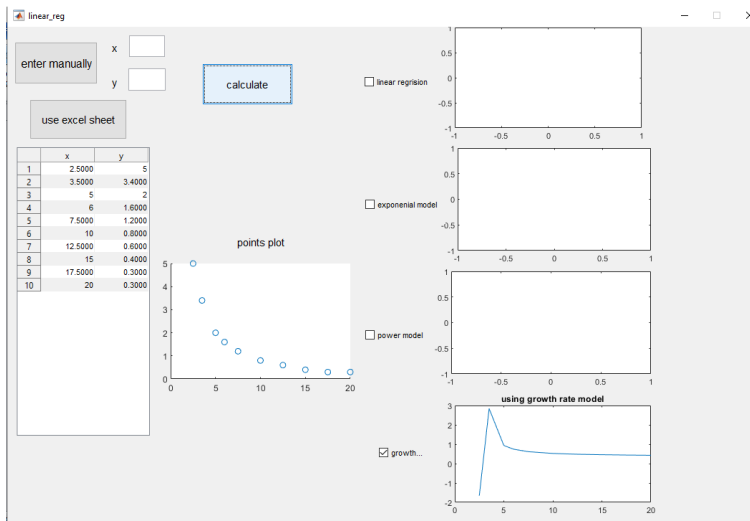 linear_reg
enter manually
x
y
calculate
use excel sheet
x y
1 2.5000 5
2 3.5000 3.4000
3 5 2
4 6 1.6000
5 7.5000 1.2000
6 10 0.8000
7 12.5000 0.6000
8 15 0.4000
9 17.5000 0.3000
10 20 0.3000
points plot
5
4
3
2
1
0
0 5 10 15 20
linear regrision
1
0.5
0
-0.5
-1
-1 -0.5 0 0.5 1
exponenial model
1
0.5
0
-0.5
-1
-1 -0.5 0 0.5 1
power model
1
0.5
0
-0.5
-1
-1 -0.5 0 0.5 1
using growth rate model
growth...
3
2
1
0
-1
-2
0 5 10 15 20